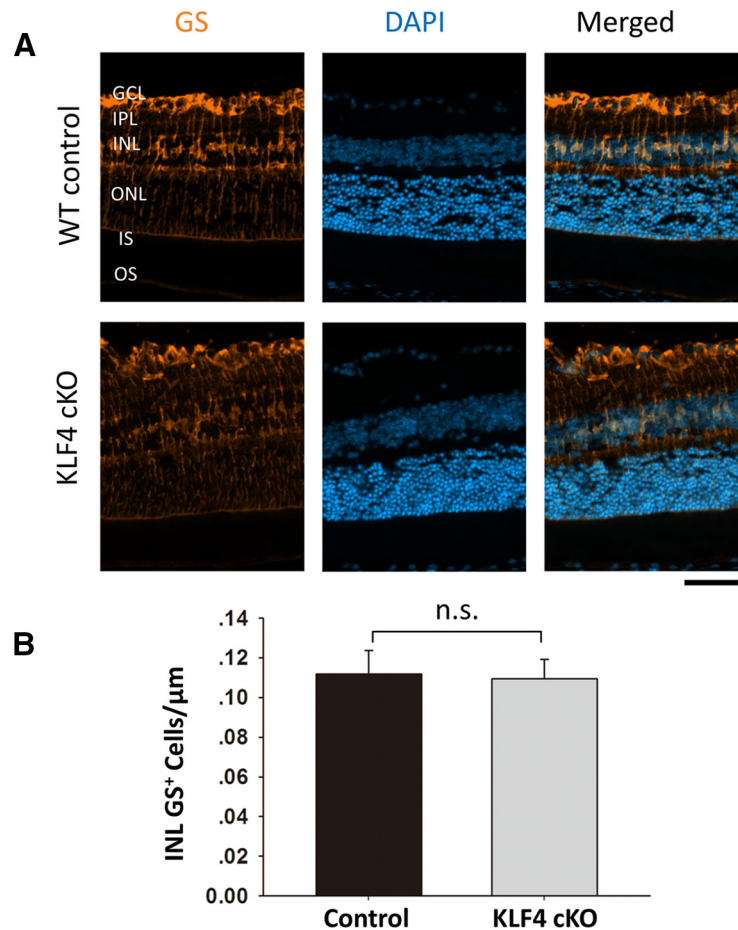 GS DAPI Merged
A
WT control
GCL
IPL
INL
ONL
IS
OS
KLF4 cKO
B
n.s.
INL GS⁺ Cells/µm
.14
.12
.10
.08
.06
.04
.02
0.00
Control KLF4 cKO